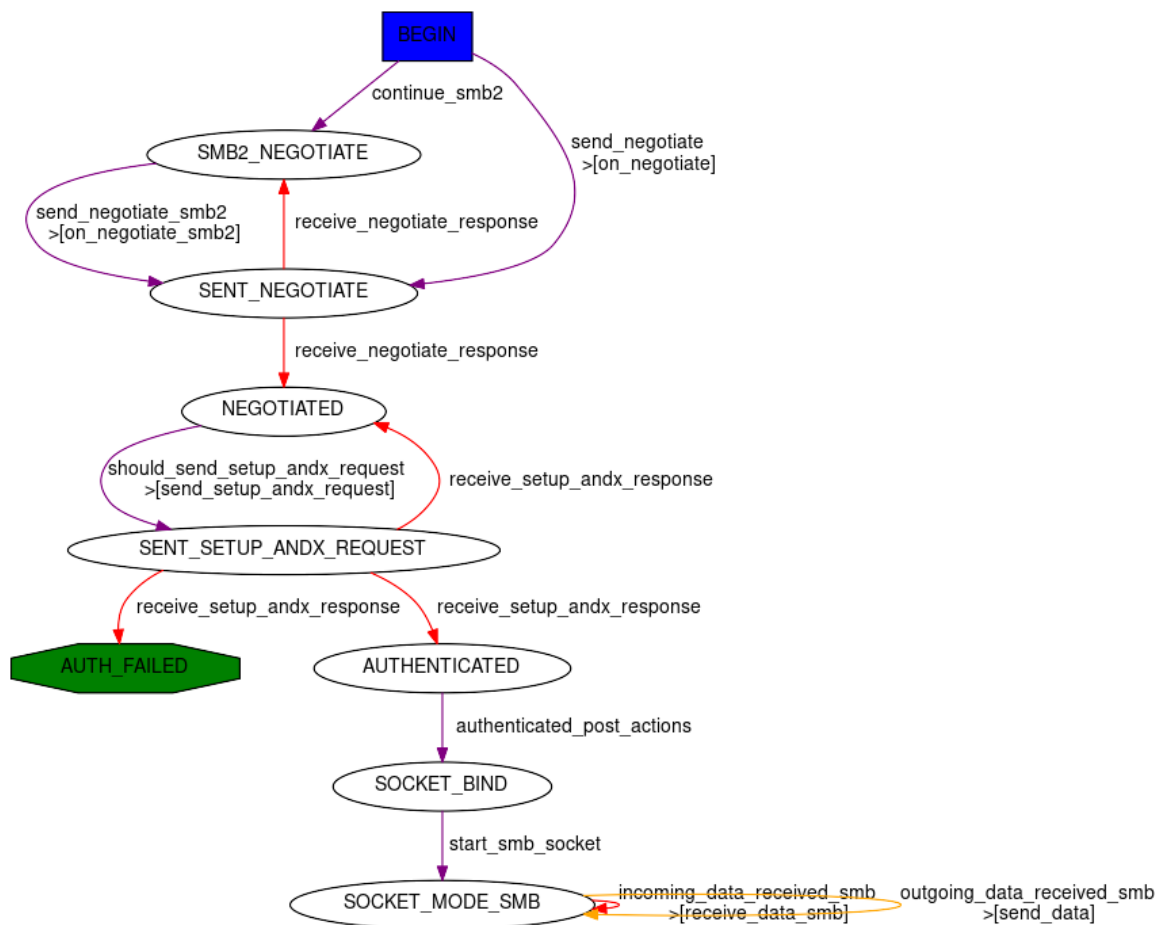 BEGIN
continue_smb2
send_negotiate
>[on_negotiate]
SMB2_NEGOTIATE
send_negotiate_smb2
>[on_negotiate_smb2]
receive_negotiate_response
SENT_NEGOTIATE
receive_negotiate_response
NEGOTIATED
should_send_setup_andx_request
>[send_setup_andx_request]
receive_setup_andx_response
SENT_SETUP_ANDX_REQUEST
receive_setup_andx_response
receive_setup_andx_response
AUTH_FAILED
AUTHENTICATED
authenticated_post_actions
SOCKET_BIND
start_smb_socket
SOCKET_MODE_SMB
incoming_data_received_smb
>[receive_data_smb]
outgoing_data_received_smb
>[send_data]